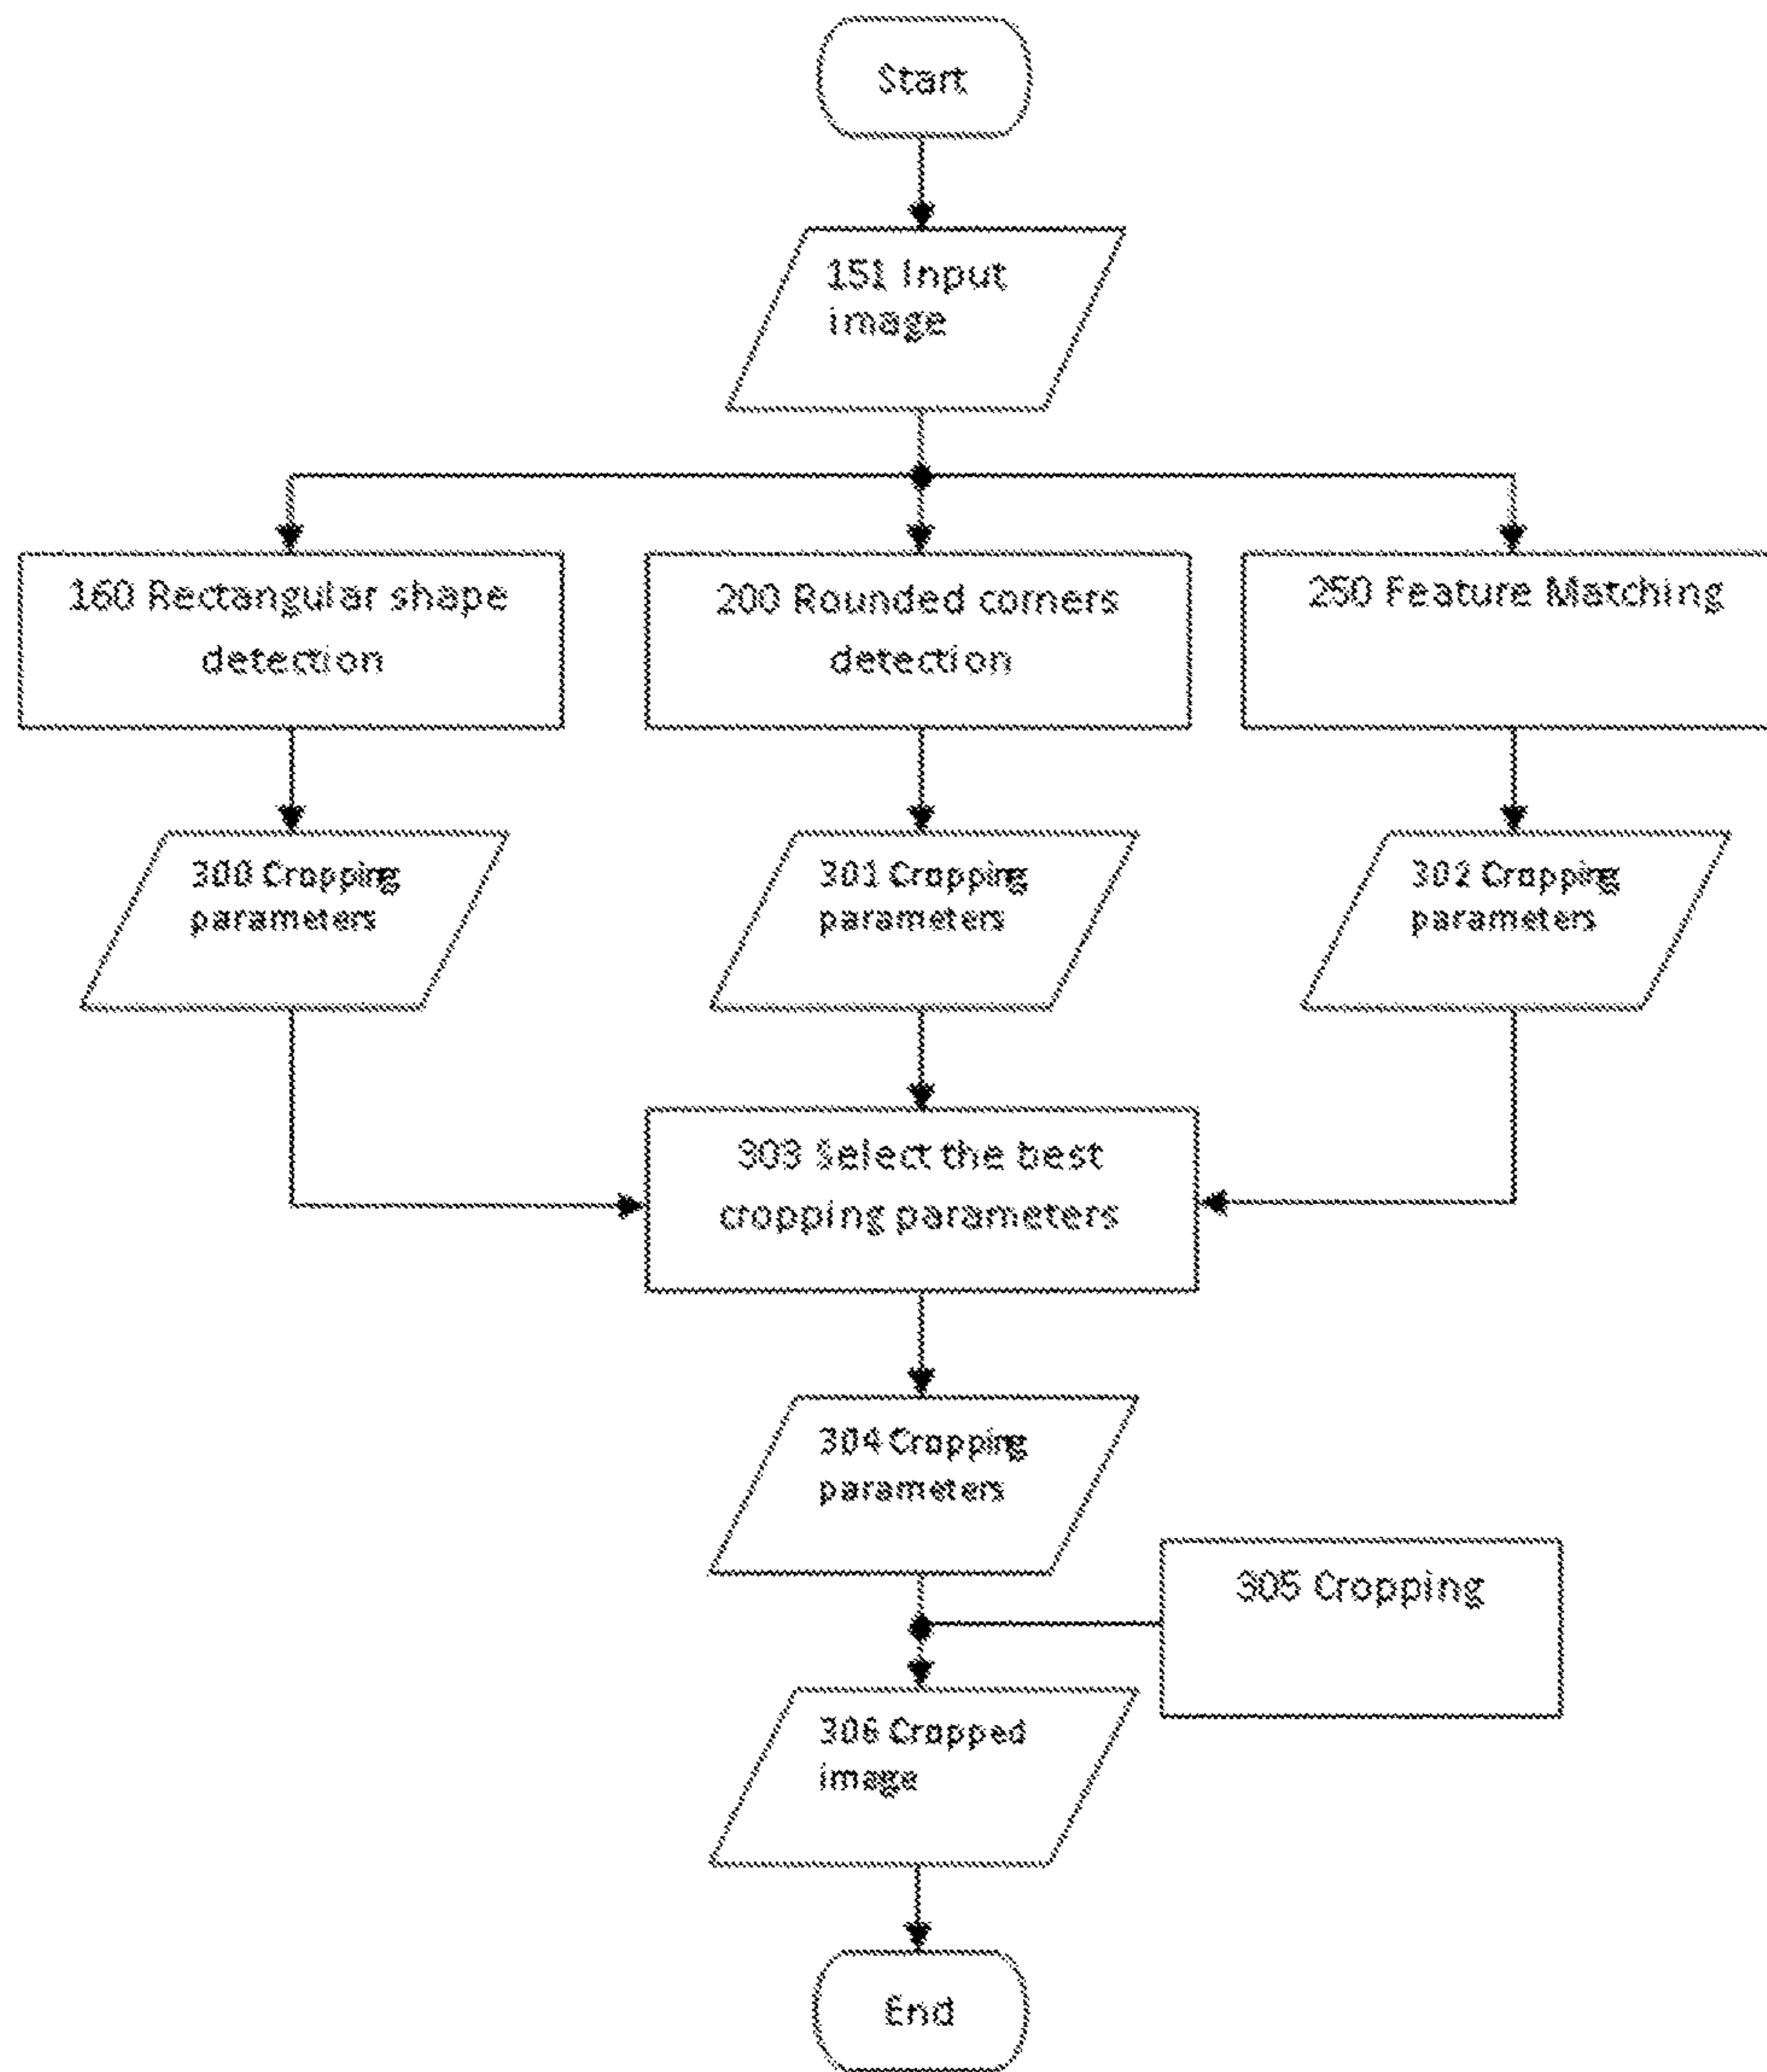 Start
151 Input
image
160 Rectangular shape
detection
200 Rounded corners
detection
250 Feature Matching
300 Cropping
parameters
301 Cropping
parameters
302 Cropping
parameters
303 Select the best
cropping parameters
304 Cropping
parameters
305 Cropping
306 Cropped
image
End